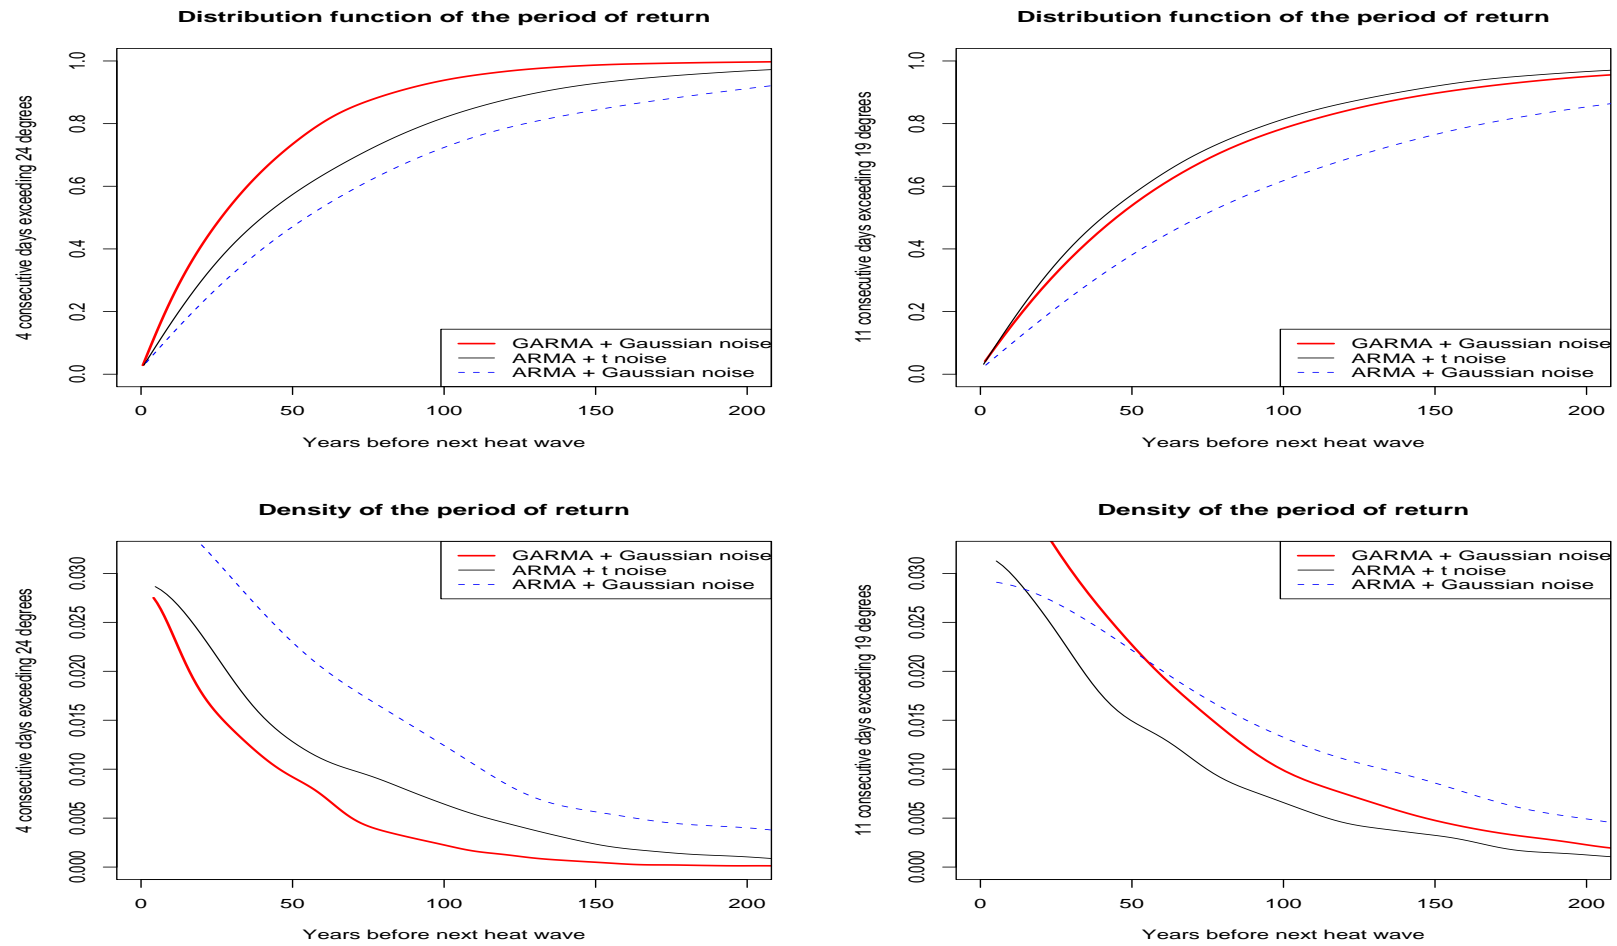 Distribution function of the period of return
4 consecutive days exceeding 24 degrees
1.0
0.8
0.6
0.4
0.2
0.0
GARMA + Gaussian noise
ARMA + t noise
ARMA + Gaussian noise
0 50 100 150 200
Years before next heat wave
Distribution function of the period of return
11 consecutive days exceeding 19 degrees
1.0
0.8
0.6
0.4
0.2
0.0
GARMA + Gaussian noise
ARMA + t noise
ARMA + Gaussian noise
0 50 100 150 200
Years before next heat wave
Density of the period of return
4 consecutive days exceeding 24 degrees
0.030
0.025
0.020
0.015
0.010
0.005
0.000
GARMA + Gaussian noise
ARMA + t noise
ARMA + Gaussian noise
0 50 100 150 200
Years before next heat wave
Density of the period of return
11 consecutive days exceeding 19 degrees
0.030
0.025
0.020
0.015
0.010
0.005
0.000
GARMA + Gaussian noise
ARMA + t noise
ARMA + Gaussian noise
0 50 100 150 200
Years before next heat wave